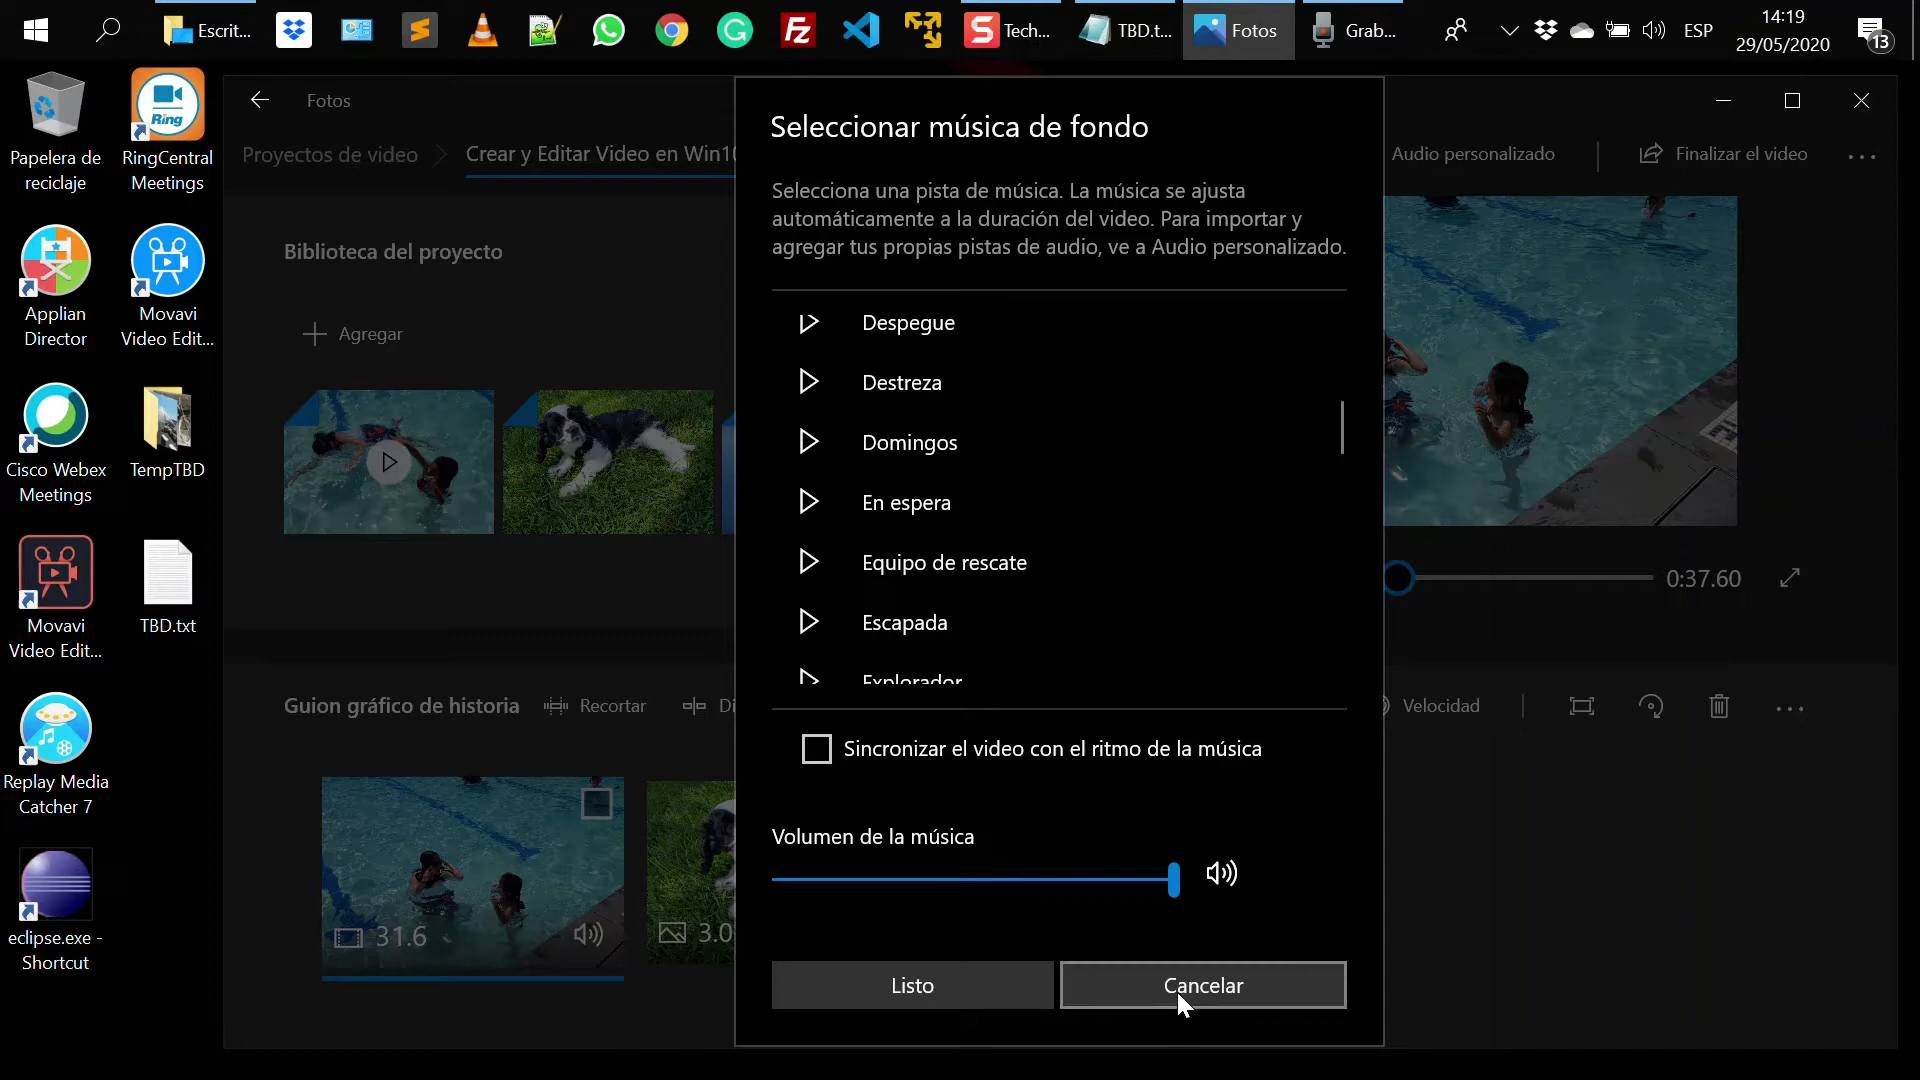 Escrit...
Tech...
TBD.t...
Fotos
Grab...
ESP
14:19
29/05/2020
13
Papelera de
reciclaje
Ring
RingCentral
Meetings
Applian
Director
Movavi
Video Edit...
Cisco Webex
Meetings
TempTBD
Movavi
Video Edit...
TBD.txt
Replay Media
Catcher 7
eclipse.exe -
Shortcut
Fotos
Proyectos de video
Crear y Editar Video en Win10
Audio personalizado
Finalizar el video
Biblioteca del proyecto
Agregar
0:37.60
Guion gráfico de historia
Recortar
Di
Velocidad
31.6
3.0
Seleccionar música de fondo
Selecciona una pista de música. La música se ajusta
automáticamente a la duración del video. Para importar y
agregar tus propias pistas de audio, ve a Audio personalizado.
Despegue
Destreza
Domingos
En espera
Equipo de rescate
Escapada
Explorador
Sincronizar el video con el ritmo de la música
Volumen de la música
Listo
Cancelar